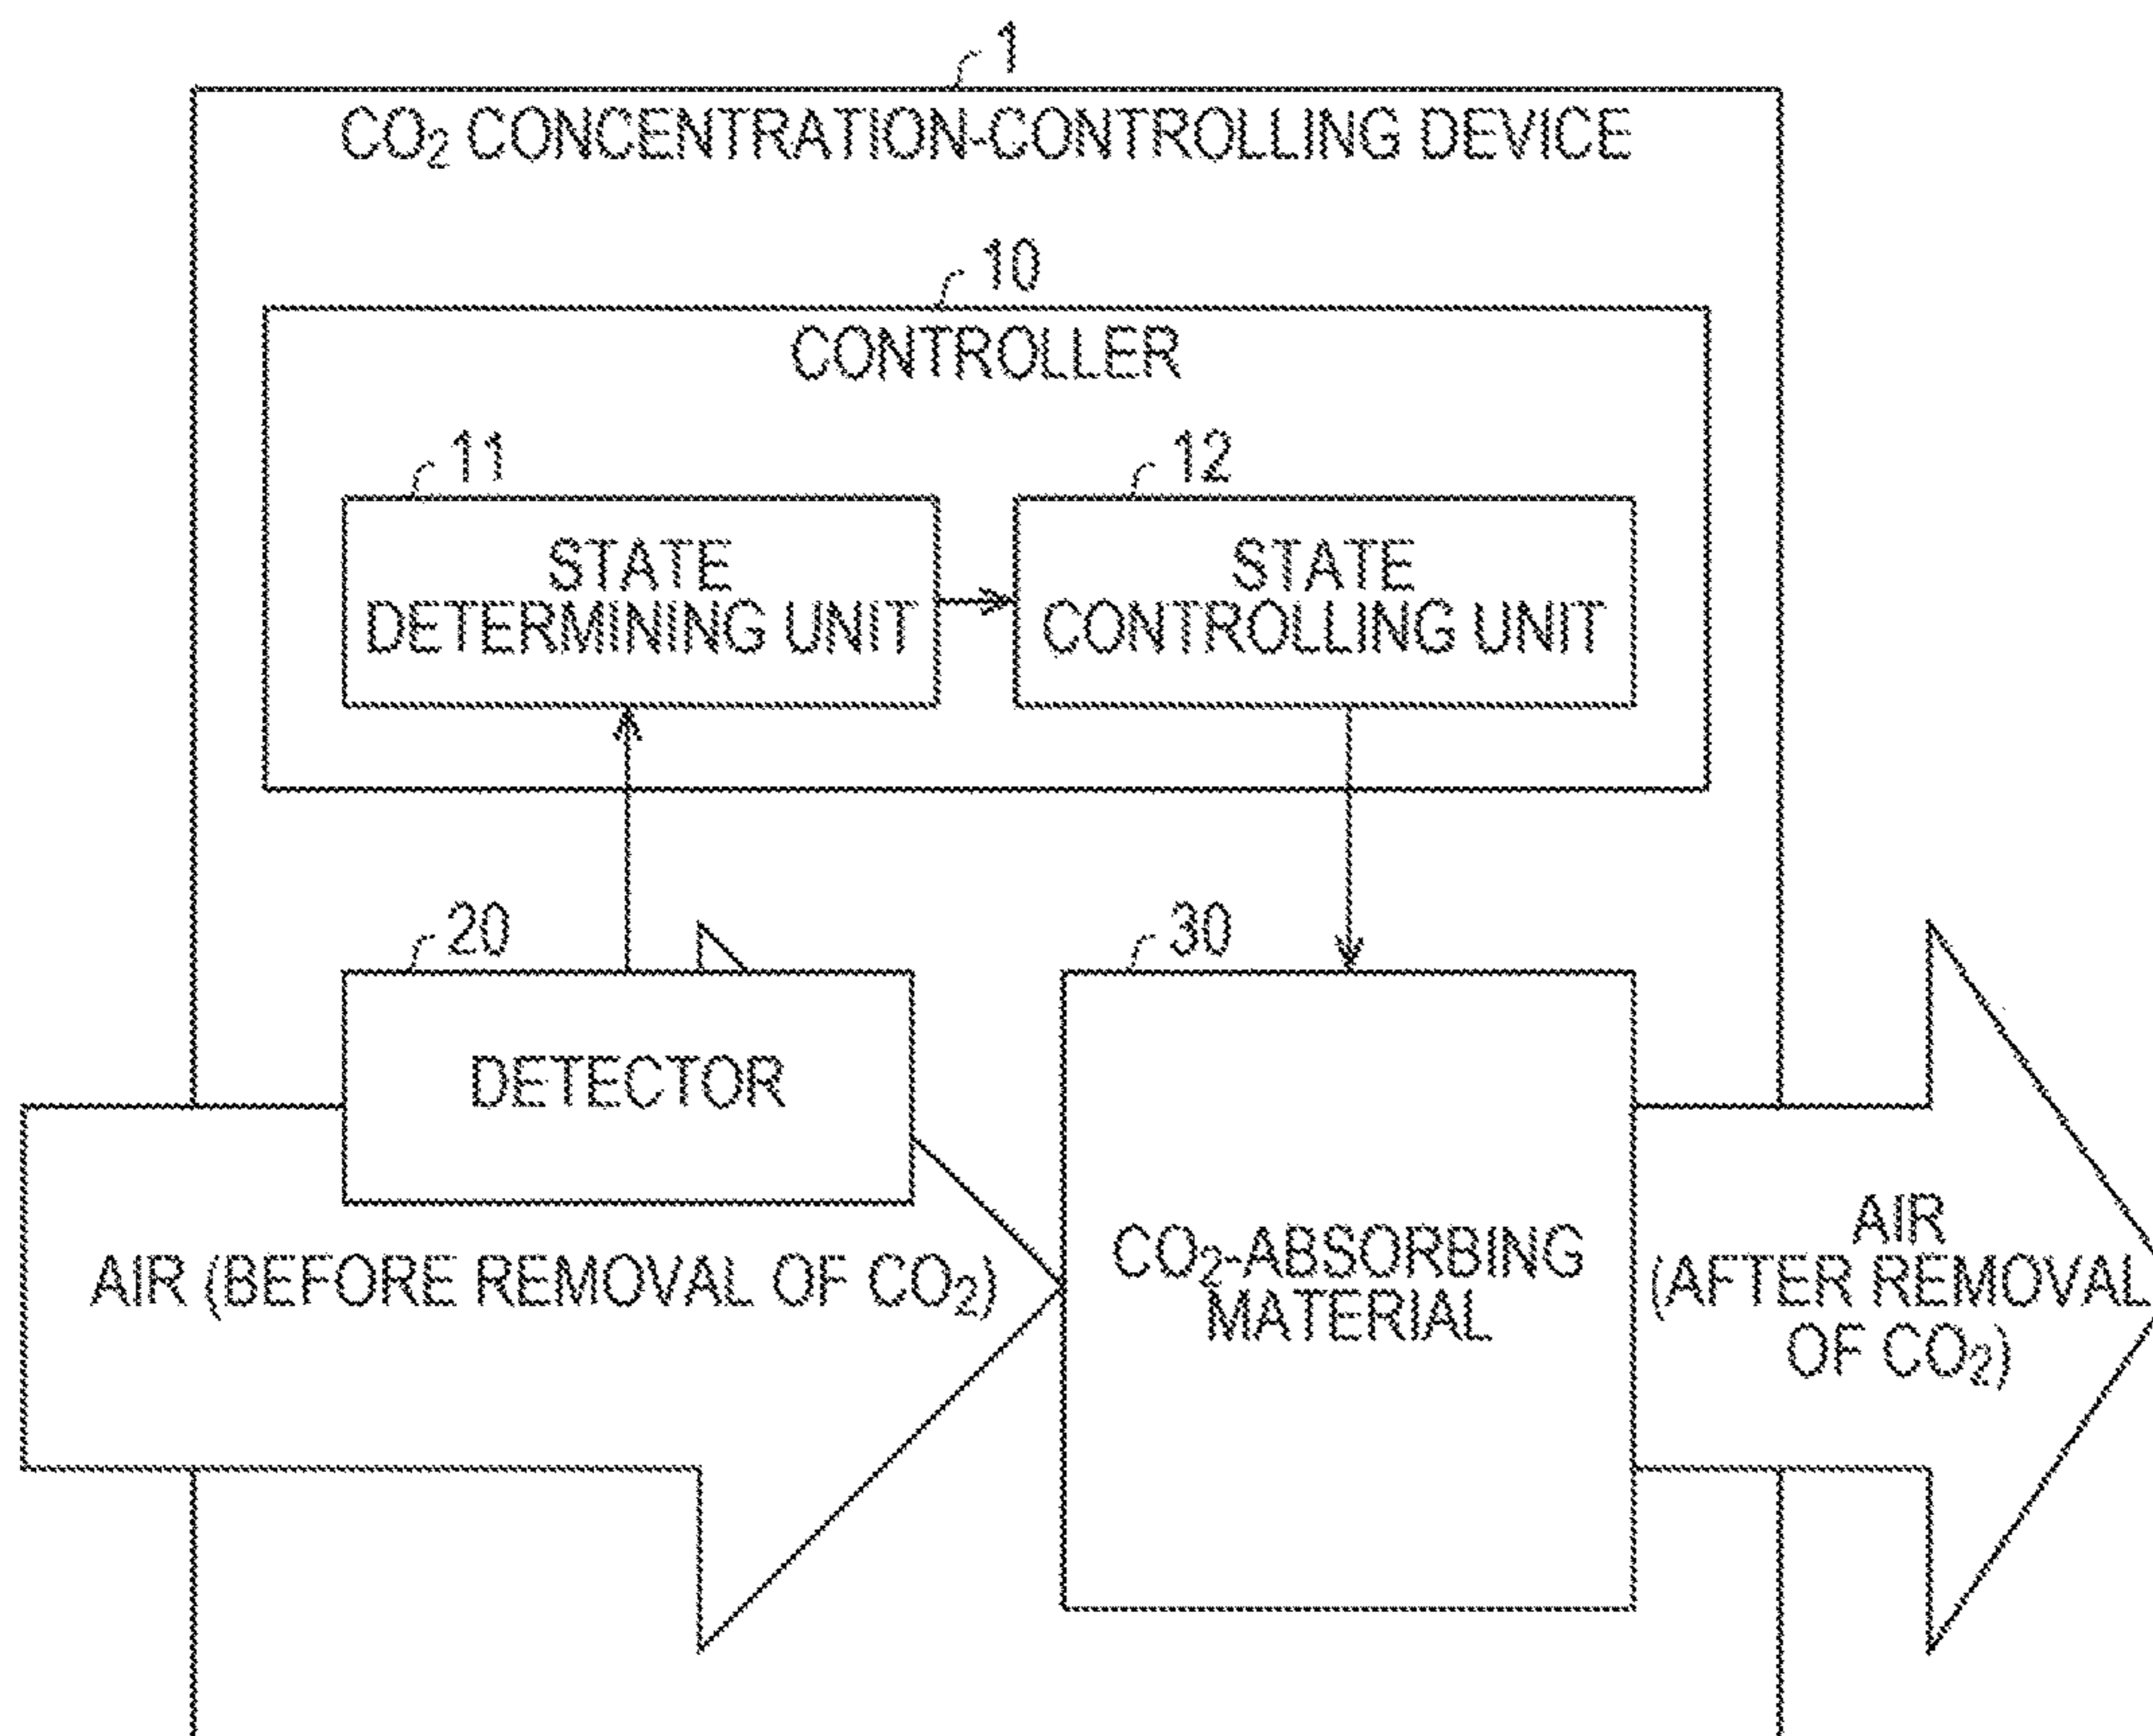 1
CO₂ CONCENTRATION-CONTROLLING DEVICE
10
CONTROLLER
11
12
STATE
DETERMINING UNIT
STATE
CONTROLLING UNIT
20
30
DETECTOR
AIR (BEFORE REMOVAL OF CO₂)
CO₂-ABSORBING
MATERIAL
AIR
(AFTER REMOVAL
OF CO₂)